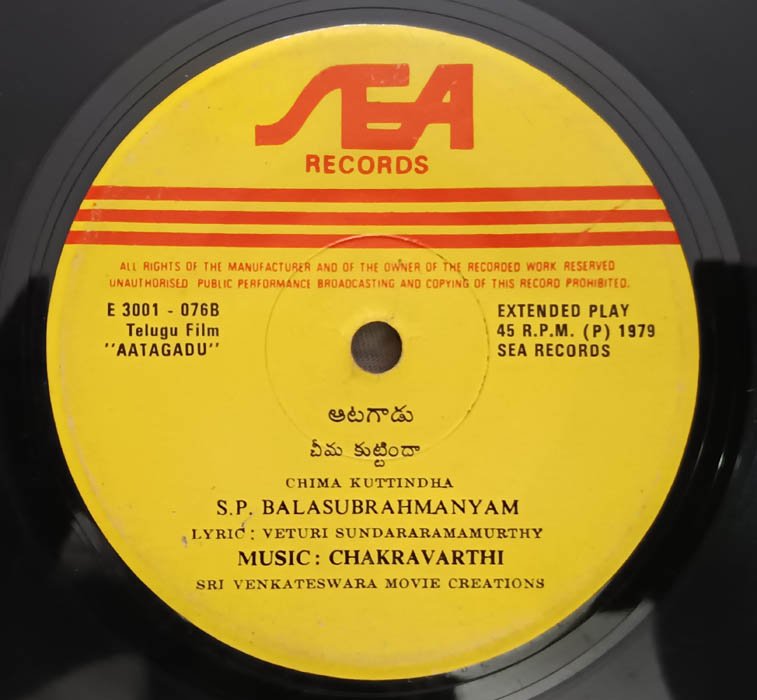 SEA
RECORDS
ALL RIGHTS OF THE MANUFACTURER AND OF THE OWNER OF THE RECORDED WORK RESERVED
UNAUTHORISED PUBLIC PERFORMANCE BROADCASTING AND COPYING OF THIS RECORD PROHIBITED.
E 3001 - 076B
Telugu Film
"AATAGADU"
EXTENDED PLAY
45 R.P.M. (P) 1979
SEA RECORDS
ఆటగాడు
చీమ కుట్టిందా
CHIMA KUTTINDHA
S.P. BALASUBRAHMANYAM
LYRIC : VETURI SUNDARARAMAMURTHY
MUSIC : CHAKRAVARTHI
SRI VENKATESWARA MOVIE CREATIONS